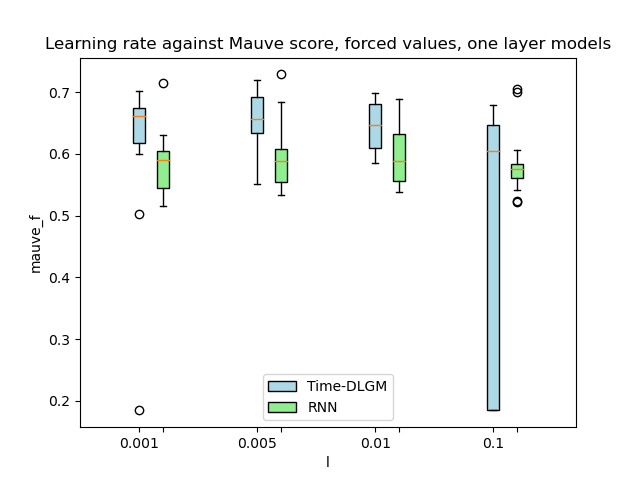 Learning rate against Mauve score, forced values, one layer models
0.7
0.6
0.5
0.4
0.3
0.2
mauve_f
Time-DLGM
RNN
0.001
0.005
0.01
0.1
l